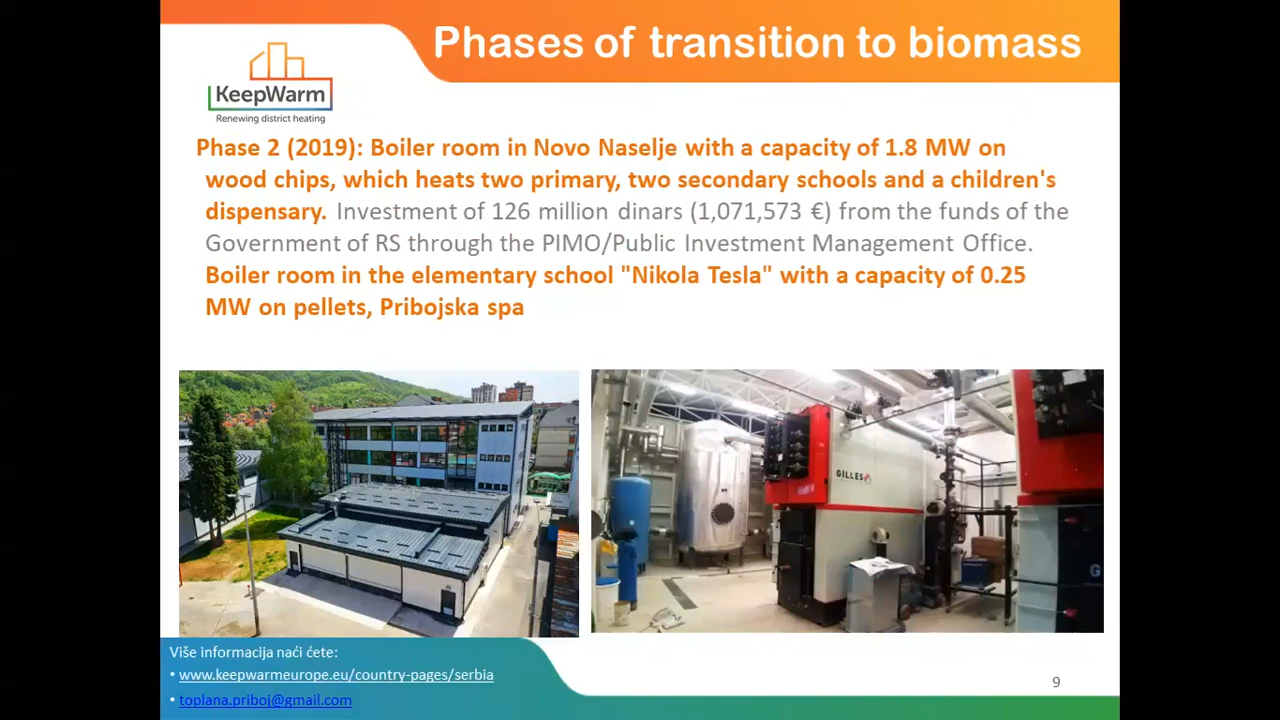 Phases of transition to biomass
KeepWarm
Renewing district heating
Phase 2 (2019): Boiler room in Novo Naselje with a capacity of 1.8 MW on
wood chips, which heats two primary, two secondary schools and a children's
dispensary. Investment of 126 million dinars (1,071,573 €) from the funds of the
Government of RS through the PIMO/Public Investment Management Office.
Boiler room in the elementary school "Nikola Tesla" with a capacity of 0.25
MW on pellets, Pribojska spa
GILLES
G
Više informacija naći ćete:
• www.keepwarmeurope.eu/country-pages/serbia
• toplana.priboj@gmail.com
9